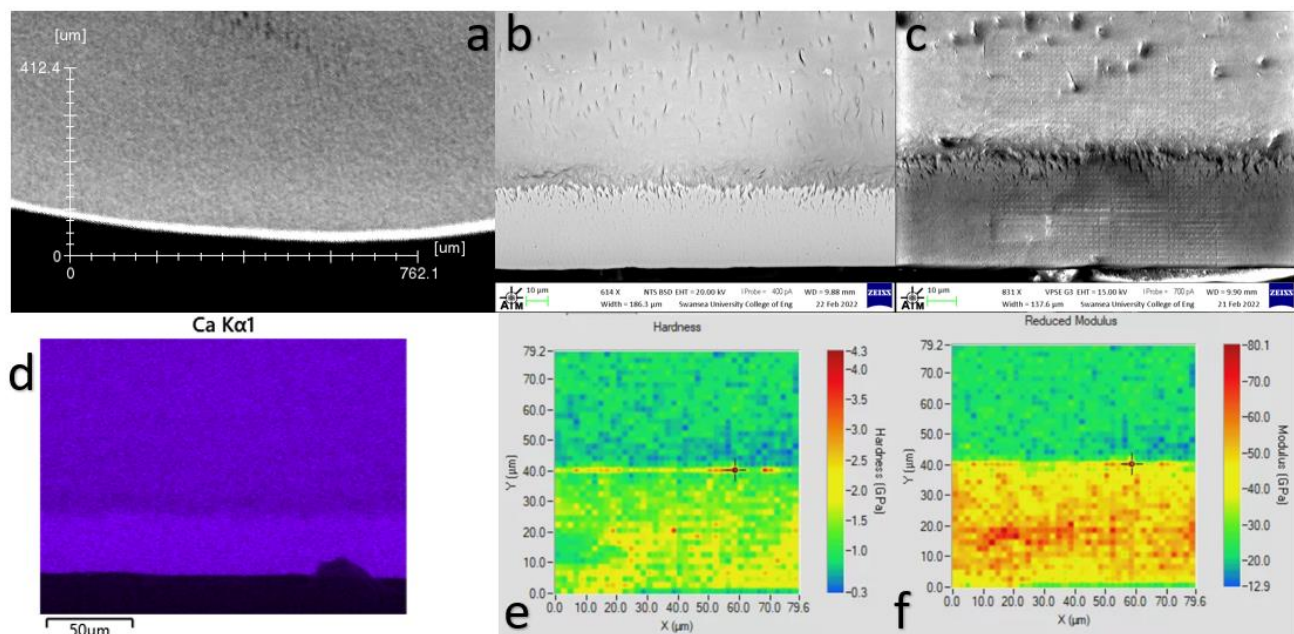 [um]
a
412.4
[um]
0
0
762.1
b
10 µm
614 X
NTS BSD EHT = 20.00 kV
I Probe = 400 pA
WD = 9.88 mm
ZEISS
ATM
Width = 186.3 µm
Swansea University College of Eng
22 Feb 2022
c
10 µm
831 X
VPSE G3 EHT = 15.00 kV
I Probe = 700 pA
WD = 9.90 mm
ZEISS
ATM
Width = 137.6 µm
Swansea University College of Eng
21 Feb 2022
d
Ca Kα1
50µm
e
Hardness
79.2
70.0
60.0
50.0
40.0
30.0
20.0
10.0
0.0
Y (µm)
0.0 10.0 20.0 30.0 40.0 50.0 60.0 70.0 79.6
X (µm)
4.3
4.0
3.5
3.0
2.5
2.0
1.5
1.0
0.3
Hardness (GPa)
f
Reduced Modulus
79.2
70.0
60.0
50.0
40.0
30.0
20.0
10.0
0.0
Y (µm)
0.0 10.0 20.0 30.0 40.0 50.0 60.0 70.0 79.6
X (µm)
80.1
70.0
60.0
50.0
40.0
30.0
20.0
12.9
Modulus (GPa)